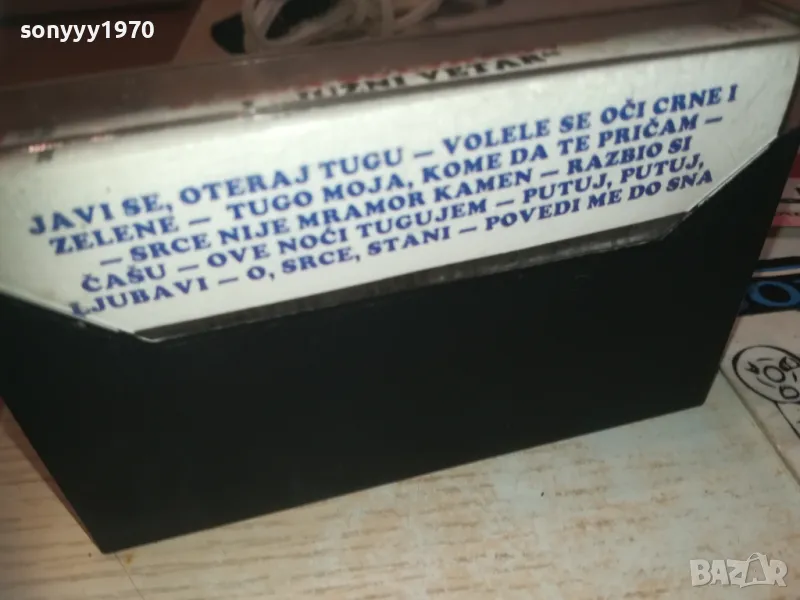 sonyyy1970
JAVI SE, OTERAJ TUGU – VOLELE SE OČI CRNE I
ZELENE – TUGO MOJA, KOME DA TE PRIČAM –
– SRCE NIJE MRAMOR KAMEN – RAZBIO SI
ČAŠU – OVE NOĆI TUGUJEM – PUTUJ, PUTUJ,
LJUBAVI – O, SRCE, STANI – POVEDI ME DO SNA
BAZAR